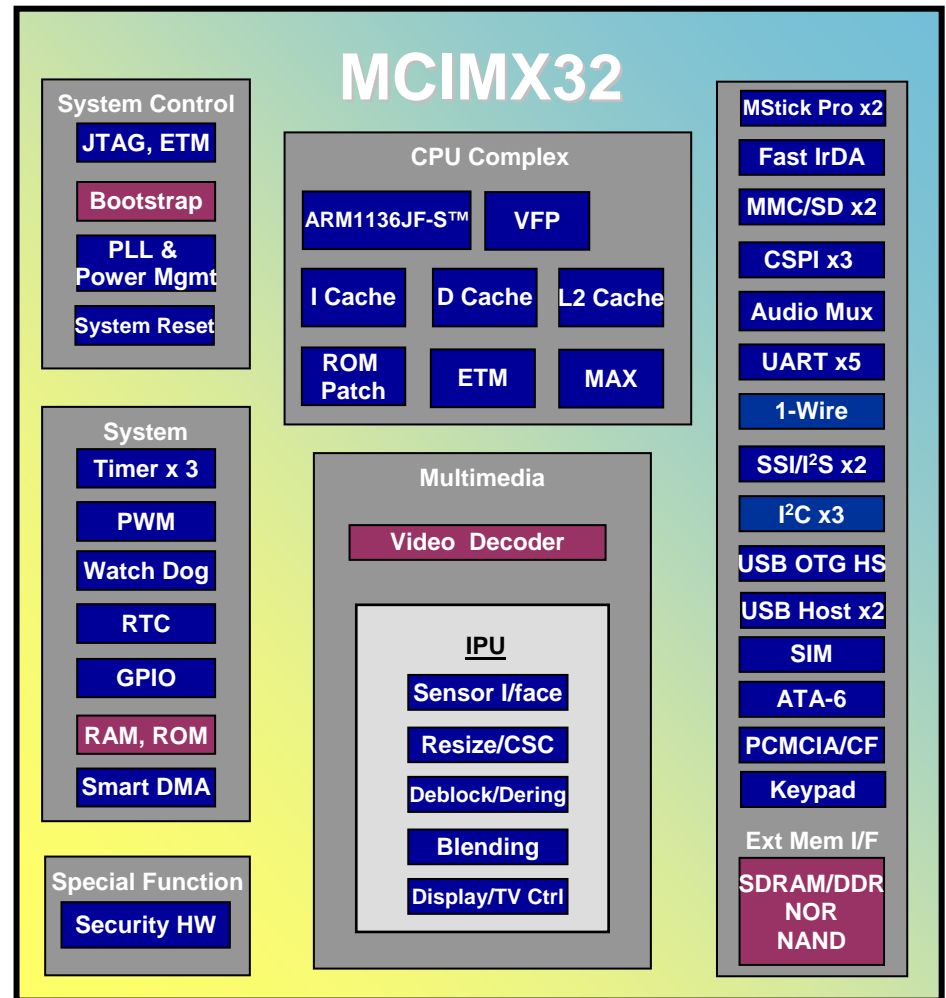 MCIMX32
System Control
JTAG, ETM
Bootstrap
PLL &
Power Mgmt
System Reset
System
Timer x 3
PWM
Watch Dog
RTC
GPIO
RAM, ROM
Smart DMA
Special Function
Security HW
CPU Complex
ARM1136JF-S™
VFP
I Cache
D Cache
L2 Cache
ROM
Patch
ETM
MAX
Multimedia
Video Decoder
IPU
Sensor I/face
Resize/CSC
Deblock/Dering
Blending
Display/TV Ctrl
MStick Pro x2
Fast IrDA
MMC/SD x2
CSPI x3
Audio Mux
UART x5
1-Wire
SSI/I²S x2
I²C x3
USB OTG HS
USB Host x2
SIM
ATA-6
PCMCIA/CF
Keypad
Ext Mem I/F
SDRAM/DDR
NOR
NAND